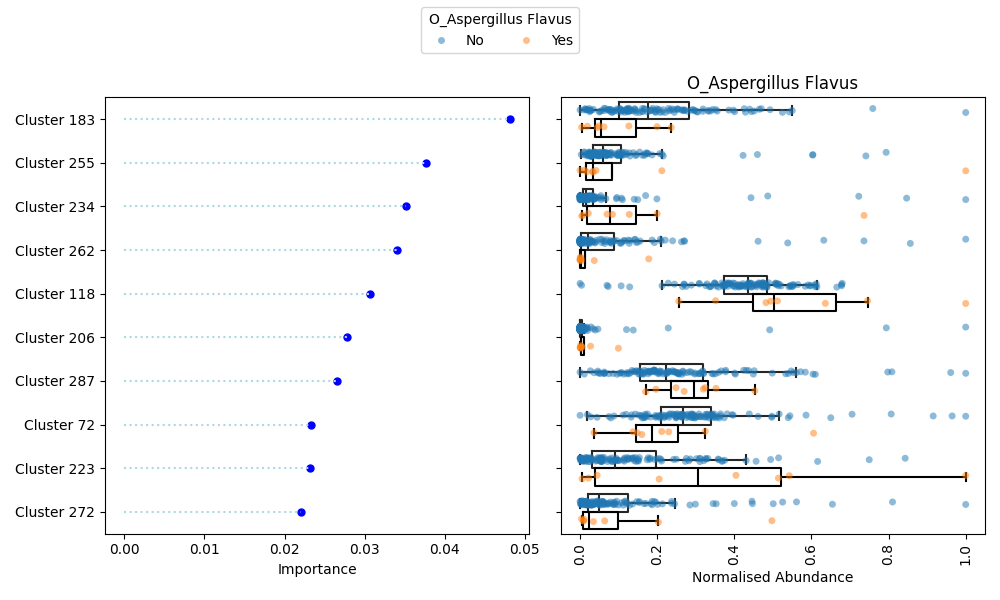 O_Aspergillus Flavus
No Yes
O_Aspergillus Flavus
Cluster 183
Cluster 255
Cluster 234
Cluster 262
Cluster 118
Cluster 206
Cluster 287
Cluster 72
Cluster 223
Cluster 272
0.00 0.01 0.02 0.03 0.04 0.05
Importance
0.0 0.2 0.4 0.6 0.8 1.0
Normalised Abundance